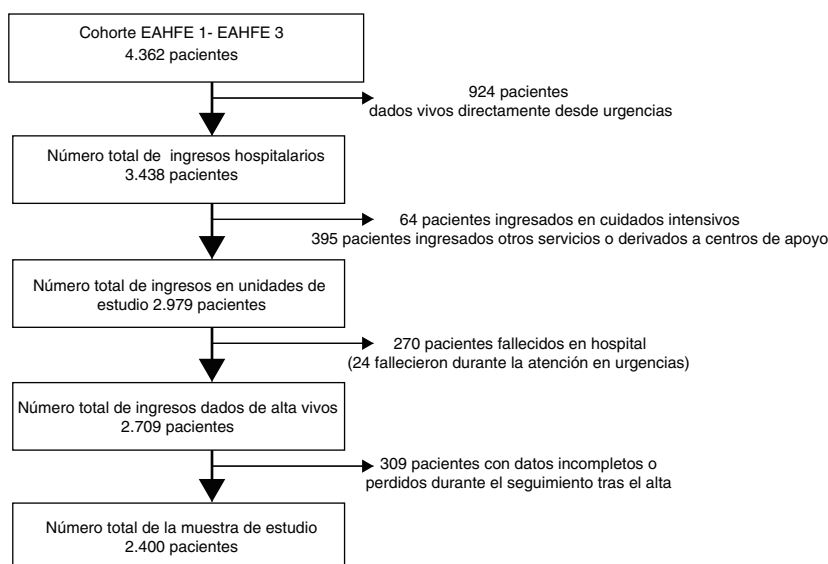 Cohorte EAHFE 1- EAHFE 3
4.362 pacientes
924 pacientes
dados vivos directamente desde urgencias
Número total de ingresos hospitalarios
3.438 pacientes
64 pacientes ingresados en cuidados intensivos
395 pacientes ingresados otros servicios o derivados a centros de apoyo
Número total de ingresos en unidades de
estudio 2.979 pacientes
270 pacientes fallecidos en hospital
(24 fallecieron durante la atención en urgencias)
Número total de ingresos dados de alta vivos
2.709 pacientes
309 pacientes con datos incompletos o
perdidos durante el seguimiento tras el alta
Número total de la muestra de estudio
2.400 pacientes